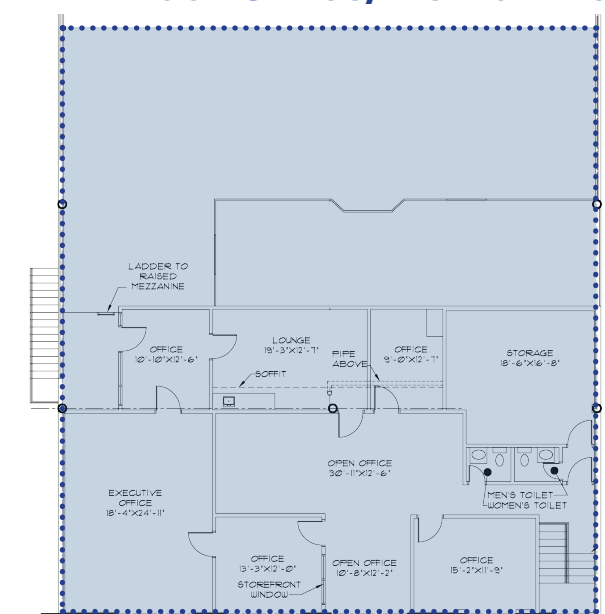 LADDER TO
RAISED
MEZZANINE
OFFICE
10'-10"X12'-6"
LOUNGE
19'-3"X12'-7"
PIPE
ABOVE
OFFICE
9'-0"X12'-7"
STORAGE
18'-6"X16'-8"
SOFFIT
OPEN OFFICE
30'-11"X12'-6"
EXECUTIVE
OFFICE
18'-4"X24'-11"
MEN'S TOILET
WOMEN'S TOILET
OFFICE
13'-3"X12'-0"
STOREFRONT
WINDOW
OPEN OFFICE
10'-8"X12'-2"
OFFICE
15'-2"X11'-9"